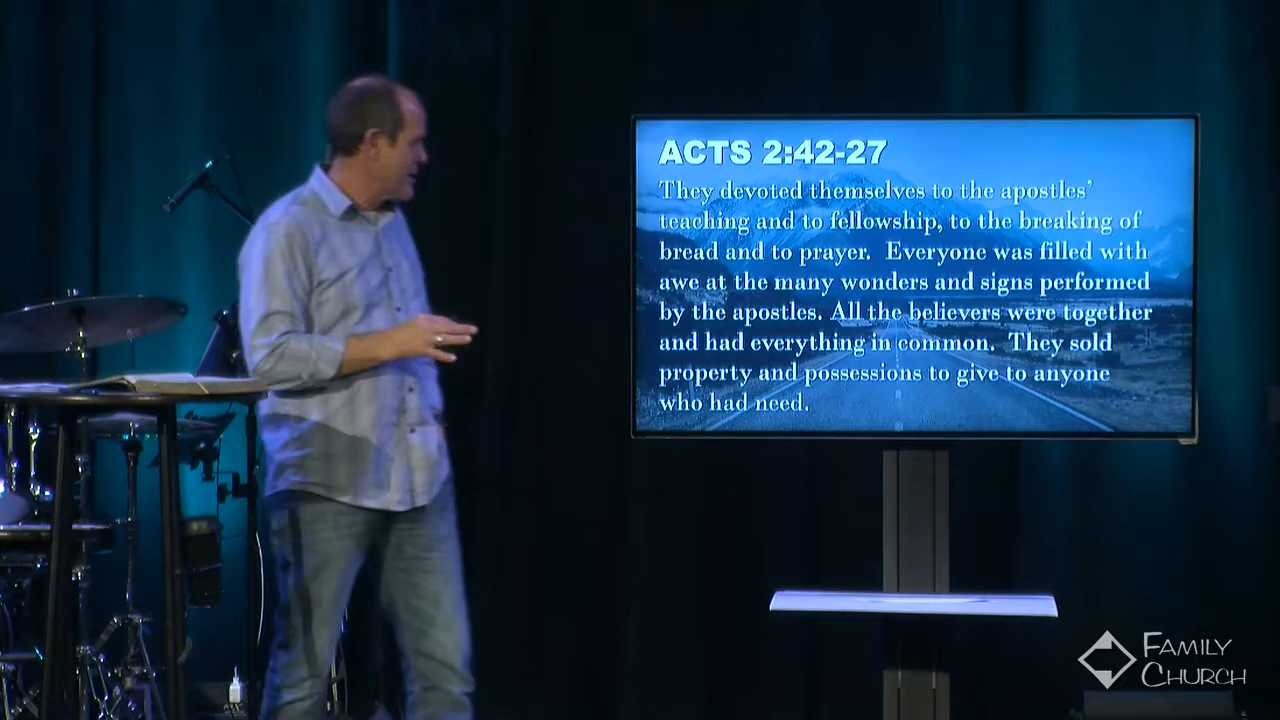 ACTS 2:42-27
They devoted themselves to the apostles'
teaching and to fellowship, to the breaking of
bread and to prayer.  Everyone was filled with
awe at the many wonders and signs performed
by the apostles. All the believers were together
and had everything in common.  They sold
property and possessions to give to anyone
who had need.
FAMILY
CHURCH